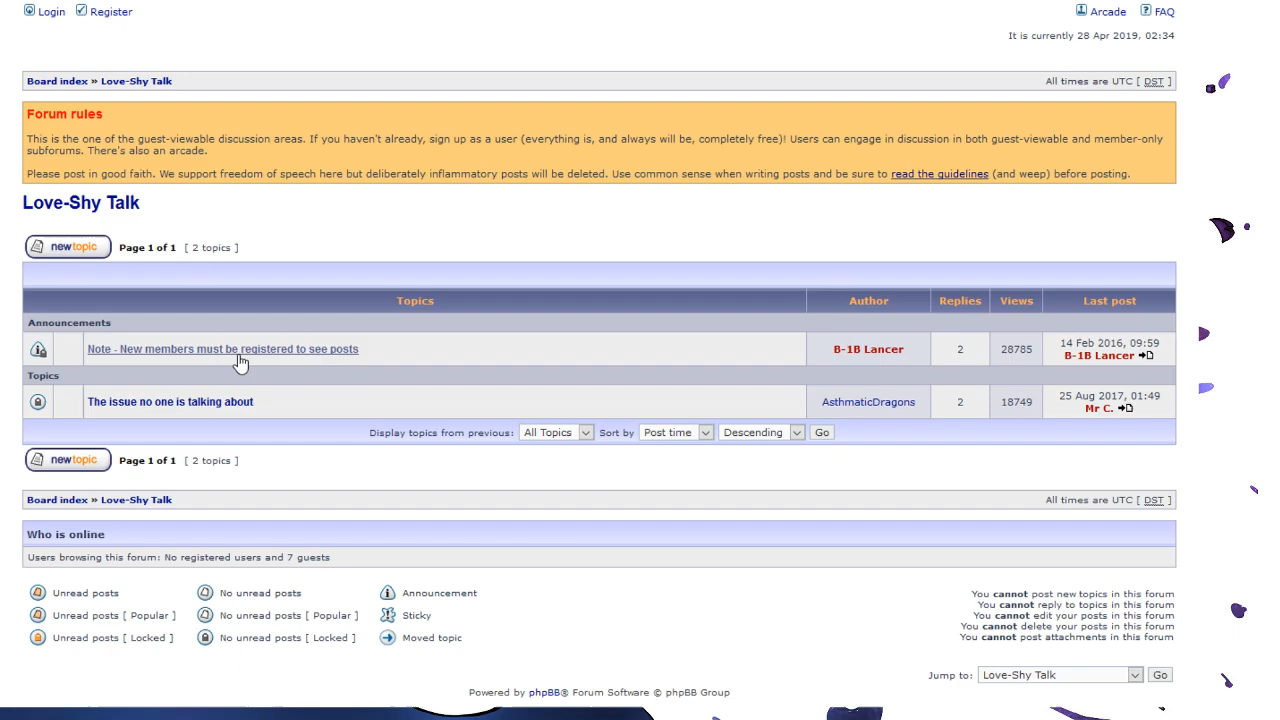 Login Register Arcade FAQ
It is currently 28 Apr 2019, 02:34
Board index » Love-Shy Talk All times are UTC [ DST ]
Forum rules
This is the one of the guest-viewable discussion areas. If you haven't already, sign up as a user (everything is, and always will be, completely free)! Users can engage in discussion in both guest-viewable and member-only
subforums. There's also an arcade.
Please post in good faith. We support freedom of speech here but deliberately inflammatory posts will be deleted. Use common sense when writing posts and be sure to read the guidelines (and weep) before posting.
Love-Shy Talk
newtopic Page 1 of 1 [ 2 topics ]
Topics Author Replies Views Last post
Announcements
Note - New members must be registered to see posts B-1B Lancer 2 28785 14 Feb 2016, 09:59
B-1B Lancer
Topics
The issue no one is talking about AsthmaticDragons 2 18749 25 Aug 2017, 01:49
Mr C.
Display topics from previous: All Topics Sort by Post time Descending Go
newtopic Page 1 of 1 [ 2 topics ]
Board index » Love-Shy Talk All times are UTC [ DST ]
Who is online
Users browsing this forum: No registered users and 7 guests
Unread posts No unread posts Announcement
Unread posts [ Popular ] No unread posts [ Popular ] Sticky
Unread posts [ Locked ] No unread posts [ Locked ] Moved topic
You cannot post new topics in this forum
You cannot reply to topics in this forum
You cannot edit your posts in this forum
You cannot delete your posts in this forum
You cannot post attachments in this forum
Jump to: Love-Shy Talk Go
Powered by phpBB® Forum Software © phpBB Group